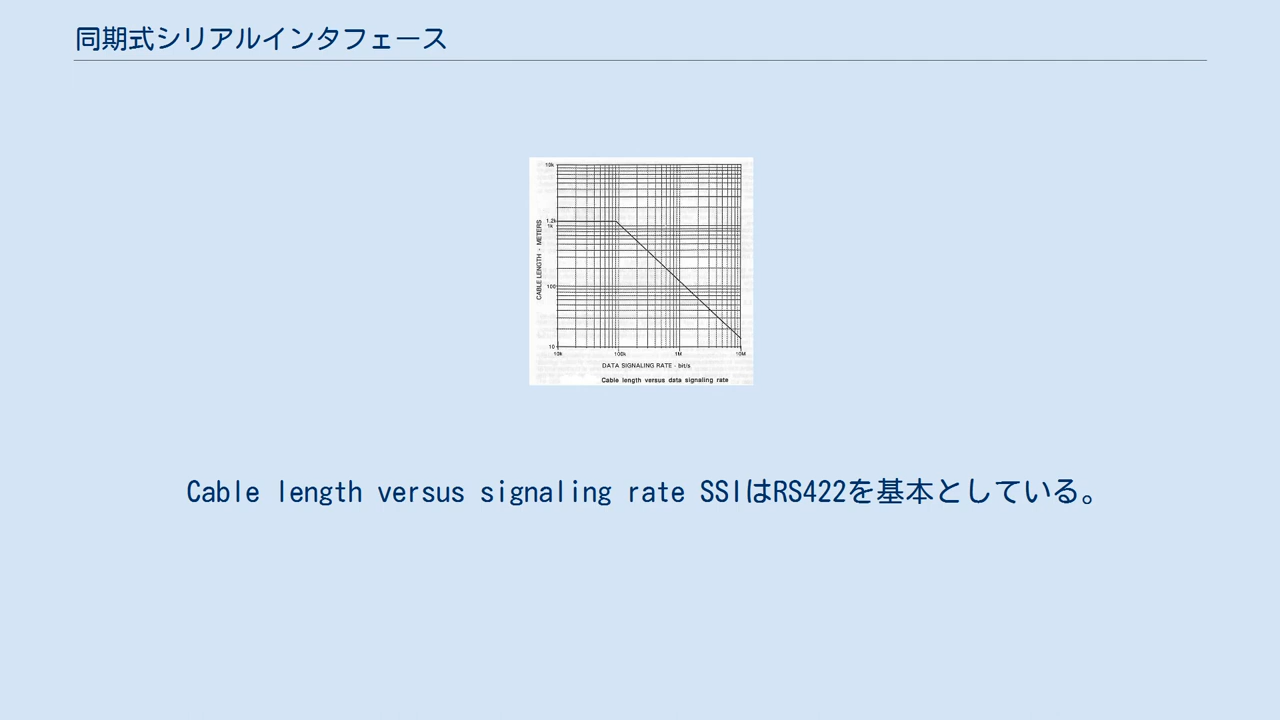 同期式シリアルインタフェース
10k
1.2k
1k
100
10
CABLE LENGTH - METERS
10k 100k 1M 10M
DATA SIGNALING RATE - bit/s
Cable length versus data signaling rate
Cable length versus signaling rate SSIはRS422を基本としている。